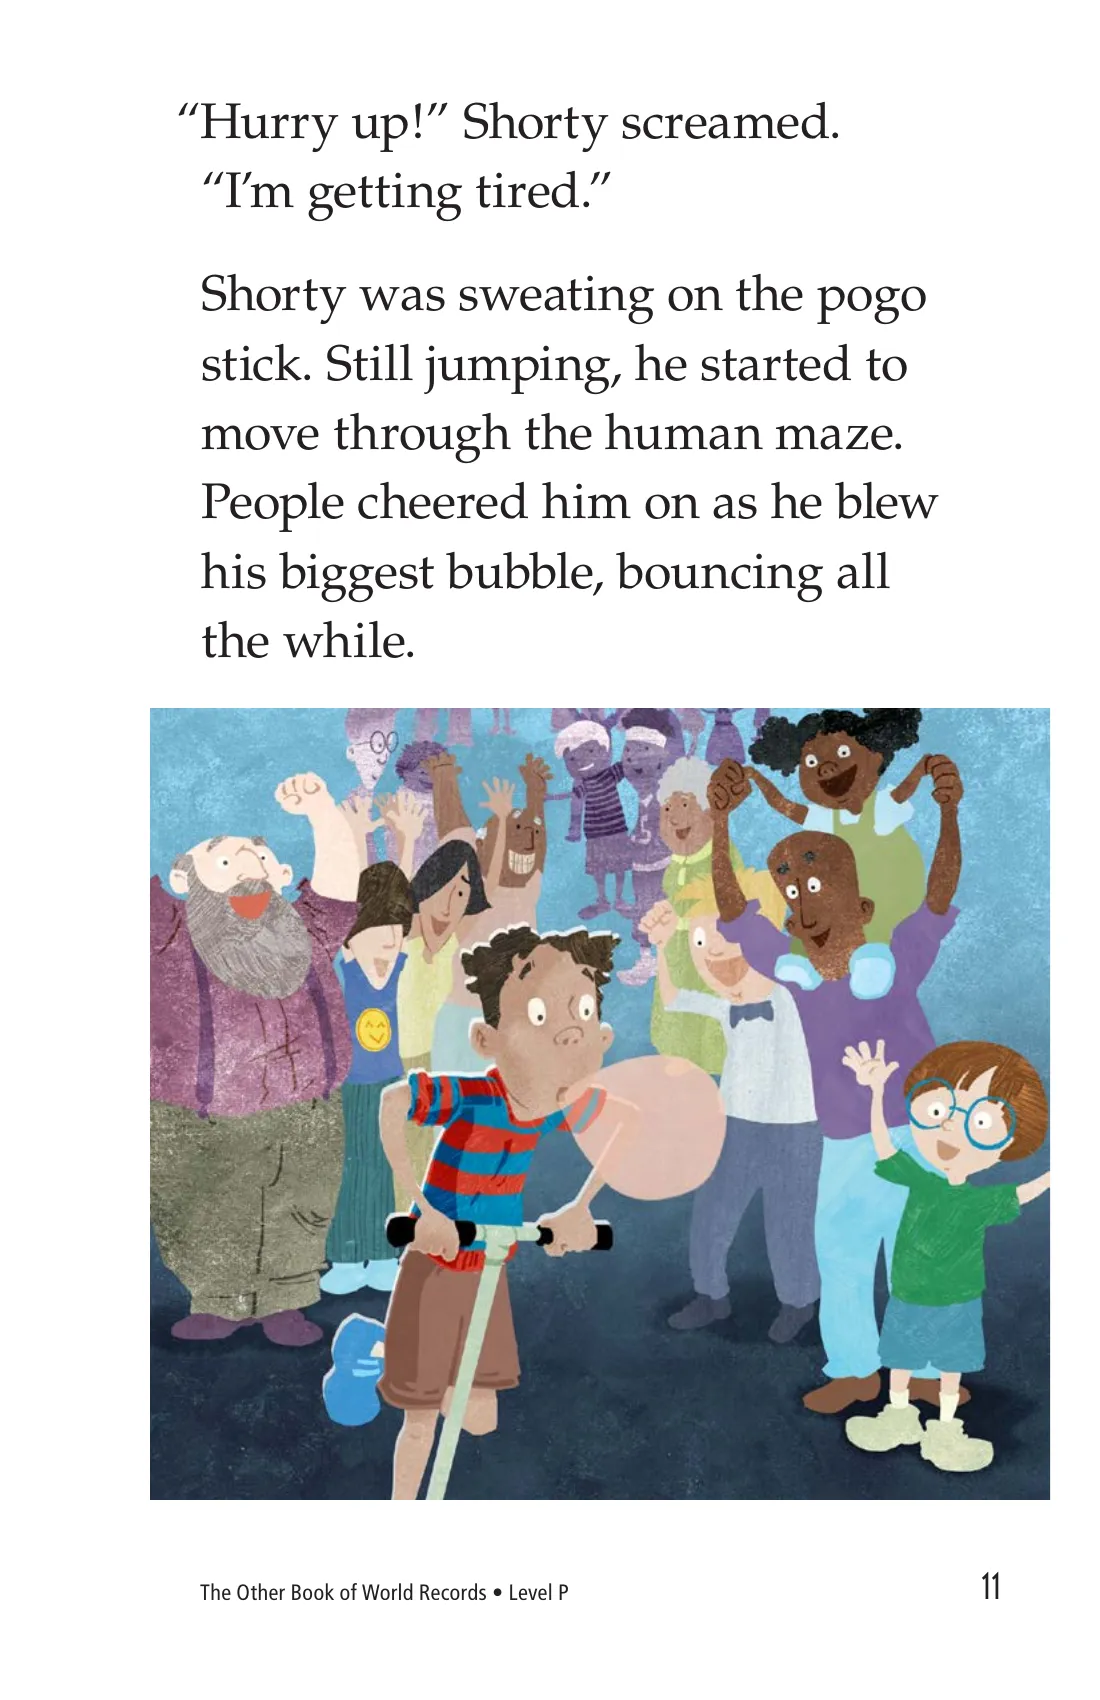 “Hurry up!” Shorty screamed.
“I’m getting tired.”
Shorty was sweating on the pogo
stick. Still jumping, he started to
move through the human maze.
People cheered him on as he blew
his biggest bubble, bouncing all
the while.
The Other Book of World Records • Level P
11